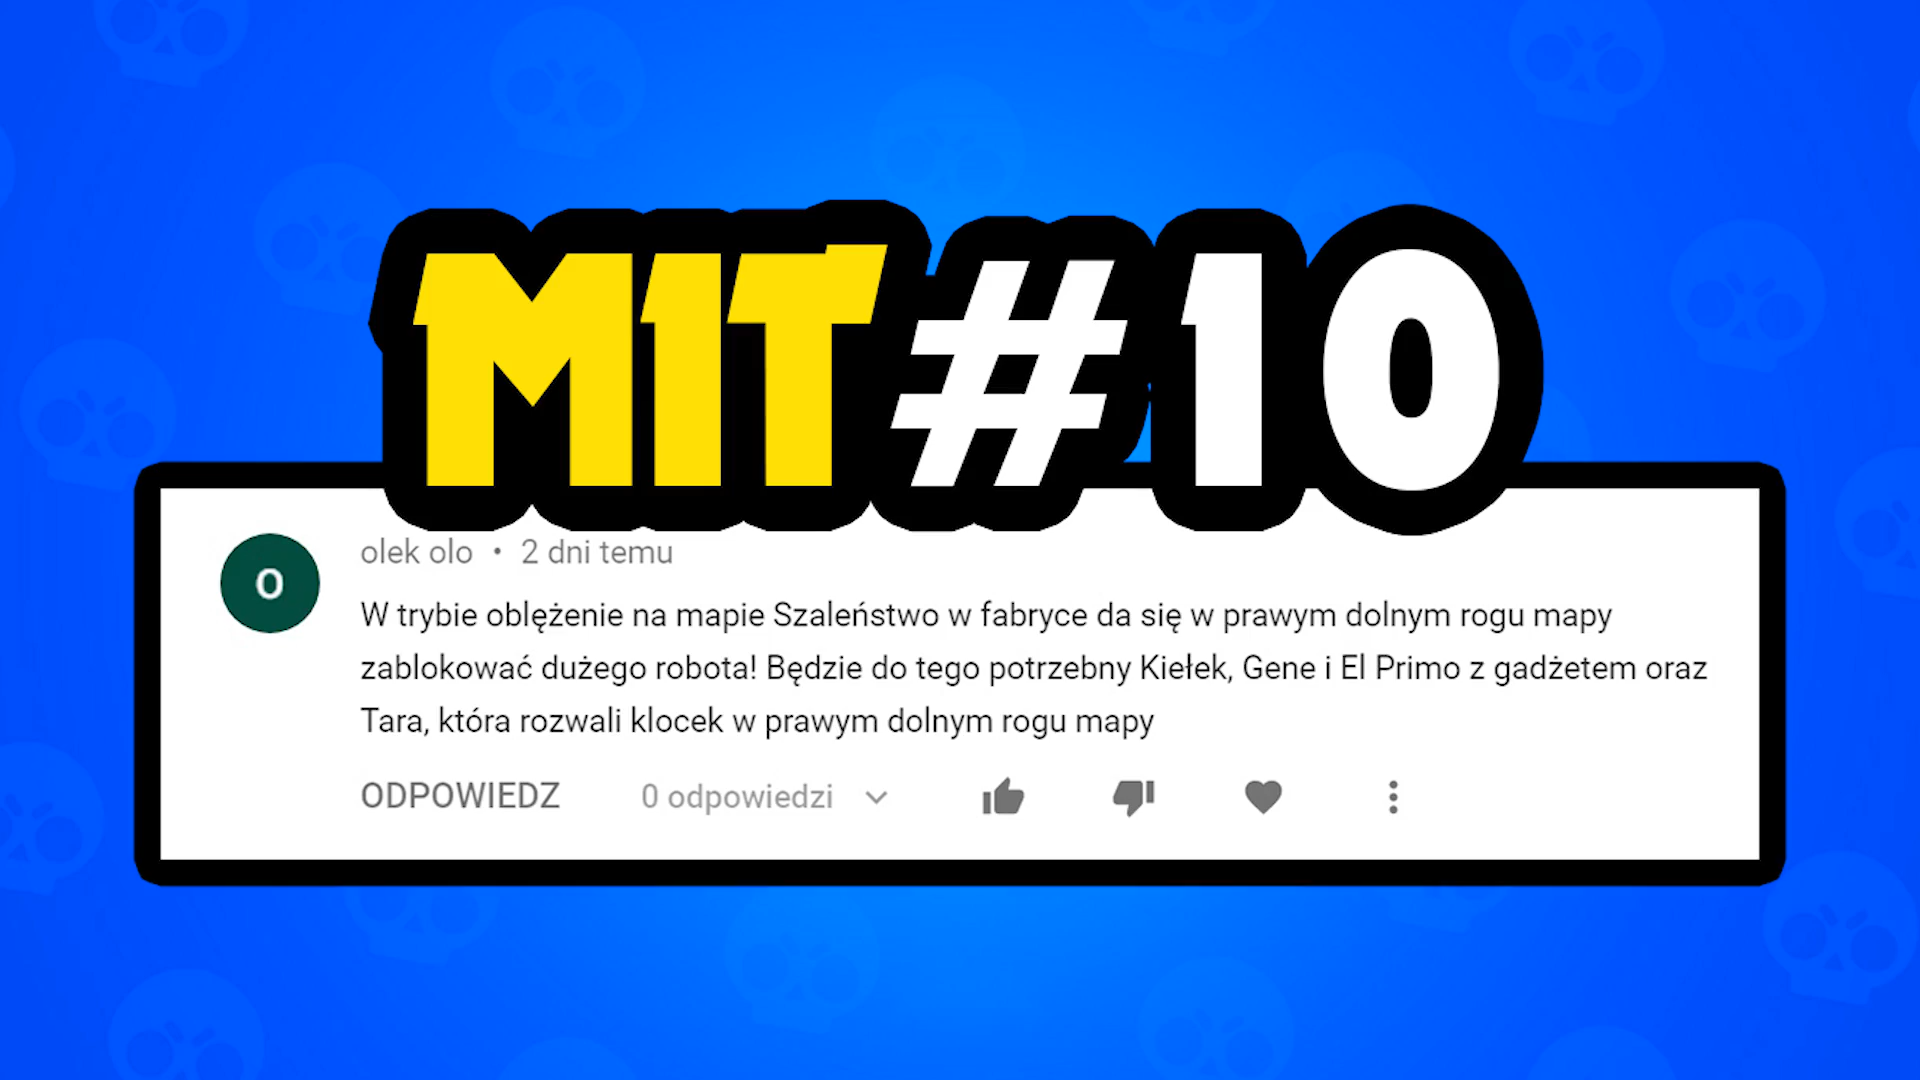 MIT#10
O
olek olo • 2 dni temu
W trybie oblężenie na mapie Szaleństwo w fabryce da się w prawym dolnym rogu mapy
zablokować dużego robota! Będzie do tego potrzebny Kiełek, Gene i El Primo z gadżetem oraz
Tara, która rozwali klocek w prawym dolnym rogu mapy
ODPOWIEDZ 0 odpowiedzi